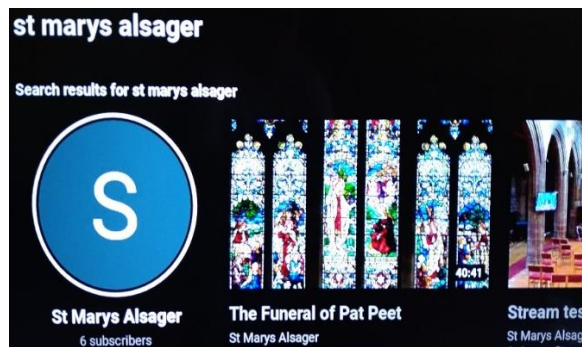 st marys alsager
Search results for st marys alsager
S
40:41
St Marys Alsager
6 subscribers
The Funeral of Pat Peet
St Marys Alsager
Stream tes
St Marys Alsag